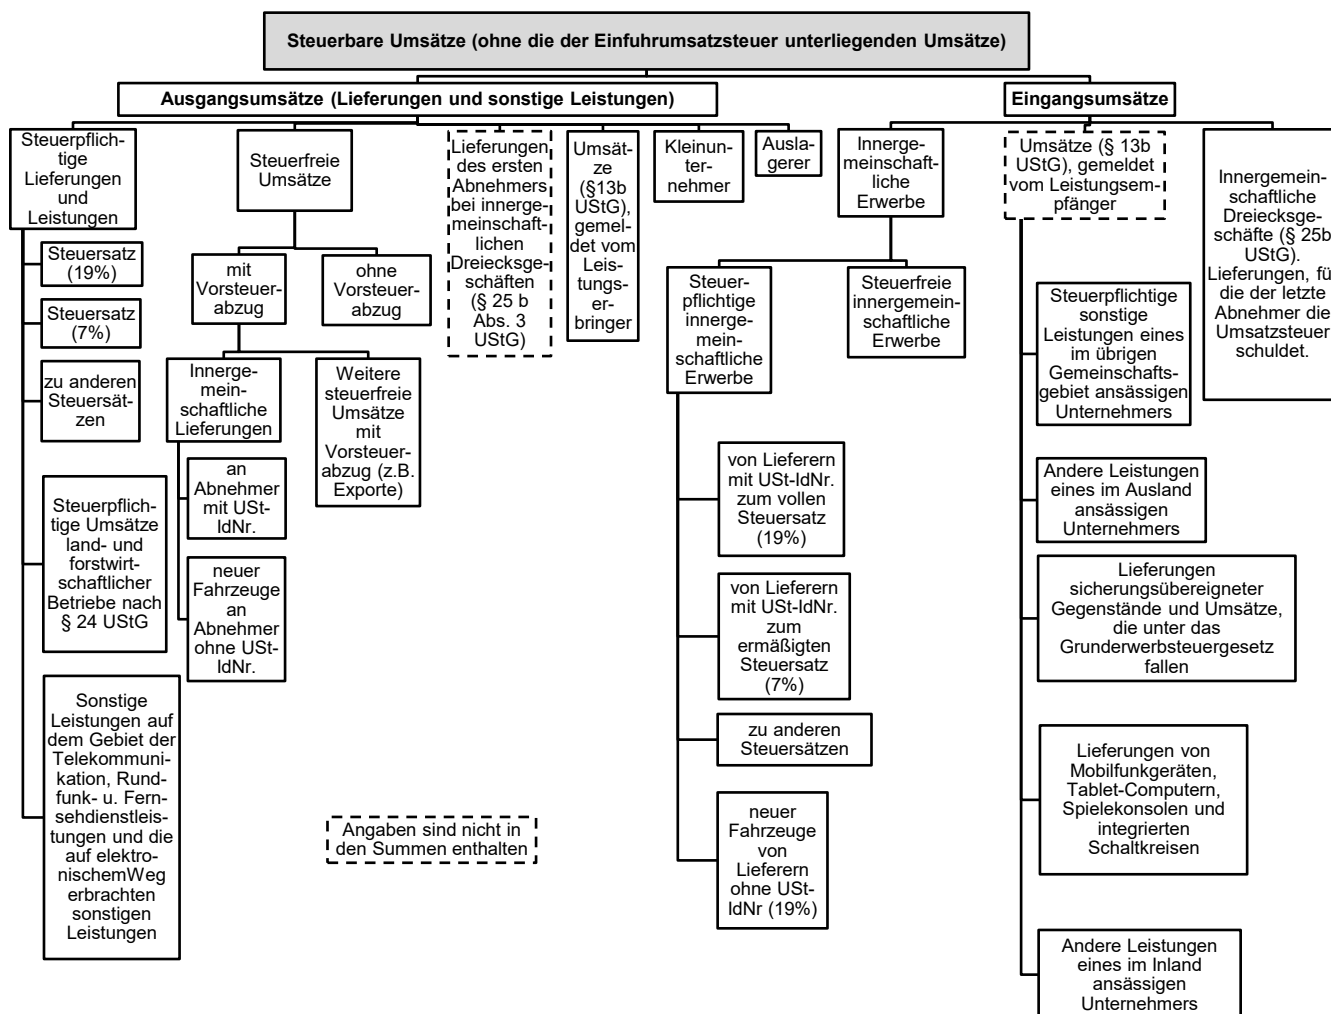 Steuerbare Umsätze (ohne die der Einfuhrumsatzsteuer unterliegenden Umsätze)
Ausgangsumsätze (Lieferungen und sonstige Leistungen)
Eingangsumsätze
Steuerpflich-
tige
Lieferungen
und
Leistungen
Steuerfreie
Umsätze
Lieferungen
des ersten
Abnehmers
bei innerge-
meinschaft-
lichen
Dreiecksge-
schäften
(§ 25 b
Abs. 3
UStG)
Umsät-
ze
(§13b
UStG),
gemel-
det vom
Leis-
tungser-
bringer
Kleinun-
ter-
nehmer
Ausla-
gerer
Innerge-
meinschaft-
liche
Erwerbe
Umsätze (§ 13b
UStG), gemeldet
vom Leistungsem-
pfänger
Innergemein-
schaftliche
Dreiecksge-
schäfte (§ 25b
UStG).
Lieferungen, fü
die der letzte
Abnehmer die
Umsatzsteuer
schuldet.
Steuersatz
(19%)
Steuersatz
(7%)
zu anderen
Steuersät-
zen
Steuerpflich-
tige Umsätze
land- und
forstwirt-
schaftlicher
Betriebe nach
§ 24 UStG
Sonstige
Leistungen auf
dem Gebiet der
Telekommuni-
kation, Rund-
funk- u. Fern-
sehdienstleis-
tungen und die
auf elektro-
nischemWeg
erbrachten
sonstigen
Leistungen
mit
Vorsteuer-
abzug
ohne
Vorsteuer-
abzug
Innerge-
mein-
schaftliche
Lieferungen
Weitere
steuerfreie
Umsätze
mit
Vorsteuer-
abzug (z.B.
Exporte)
an
Abnehmer
mit USt-
IdNr.
neuer
Fahrzeuge
an
Abnehmer
ohne USt-
IdNr.
Angaben sind nicht in
den Summen enthalten
Steuer-
pflichtige
innerge-
mein-
schaftliche
Erwerbe
Steuerfreie
innergemein-
schaftliche
Erwerbe
von Lieferern
mit USt-IdNr.
zum vollen
Steuersatz
(19%)
von Lieferern
mit USt-IdNr.
zum
ermäßigten
Steuersatz
(7%)
zu anderen
Steuersätzen
neuer
Fahrzeuge
von
Lieferern
ohne USt-
IdNr (19%)
Steuerpflichtige
sonstige
Leistungen eines
im übrigen
Gemeinschafts-
gebiet ansässigen
Unternehmers
Andere Leistungen
eines im Ausland
ansässigen
Unternehmers
Lieferungen
sicherungsübereigneter
Gegenstände und Umsätze,
die unter das
Grunderwerbsteuergesetz
fallen
Lieferungen von
Mobilfunkgeräten,
Tablet-Computern,
Spielekonsolen und
integrierten
Schaltkreisen
Andere Leistungen
eines im Inland
ansässigen
Unternehmers